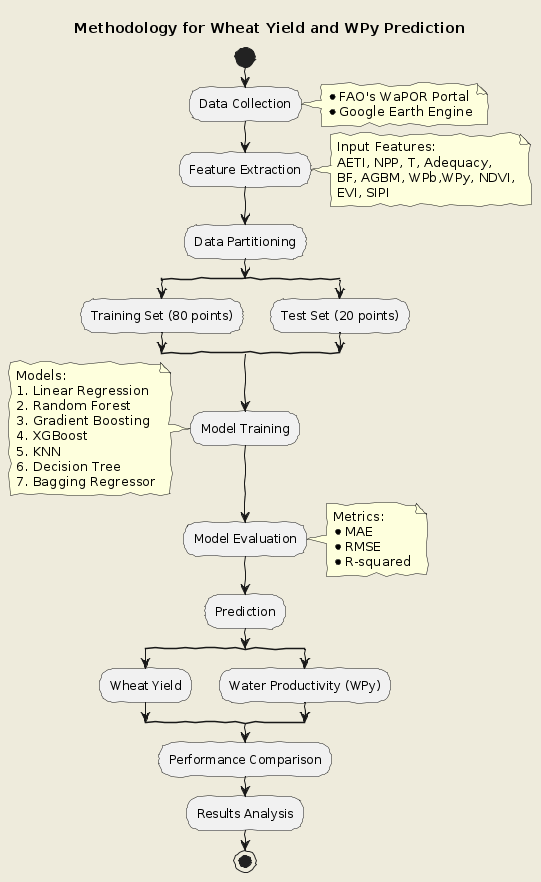 Methodology for Wheat Yield and WPy Prediction
Data Collection
• FAO's WaPOR Portal
• Google Earth Engine
Feature Extraction
Input Features:
AETI, NPP, T, Adequacy,
BF, AGBM, WPb,WPy, NDVI,
EVI, SIPI
Data Partitioning
Training Set (80 points)
Test Set (20 points)
Models:
1. Linear Regression
2. Random Forest
3. Gradient Boosting
4. XGBoost
5. KNN
6. Decision Tree
7. Bagging Regressor
Model Training
Model Evaluation
Metrics:
• MAE
• RMSE
• R-squared
Prediction
Wheat Yield
Water Productivity (WPy)
Performance Comparison
Results Analysis